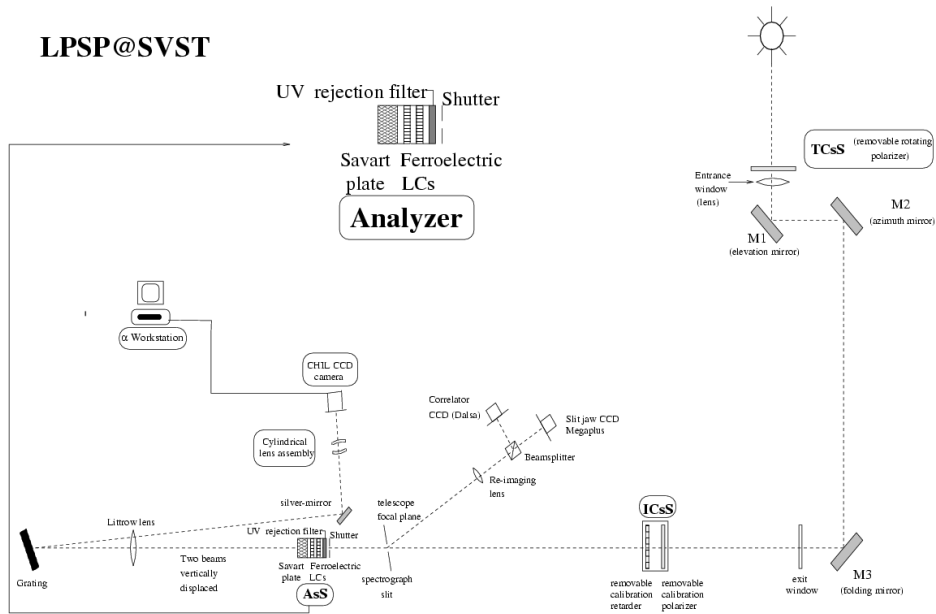 LPSP@SVST
UV rejection filter
Shutter
Savart Ferroelectric
plate LCs
Analyzer
TCsS (removable rotating
polarizer)
Entrance
window
(lens)
M1
(elevation mirror)
M2
(azimuth mirror)
α Workstation
CH1L CCD
camera
Cylindrical
lens assembly
Correlator
CCD (Dalsa)
Slit jaw CCD
Megaplus
Beamsplitter
Re-imaging
lens
silver-mirror
telescope
focal plane
ICsS
Littrow lens
UV rejection filter
Shutter
Grating
Two beams
vertically
displaced
Savart Ferroelectric
plate LCs
AsS
spectrograph
slit
removable
calibration
retarder
removable
calibration
polarizer
exit
window
M3
(folding mirror)